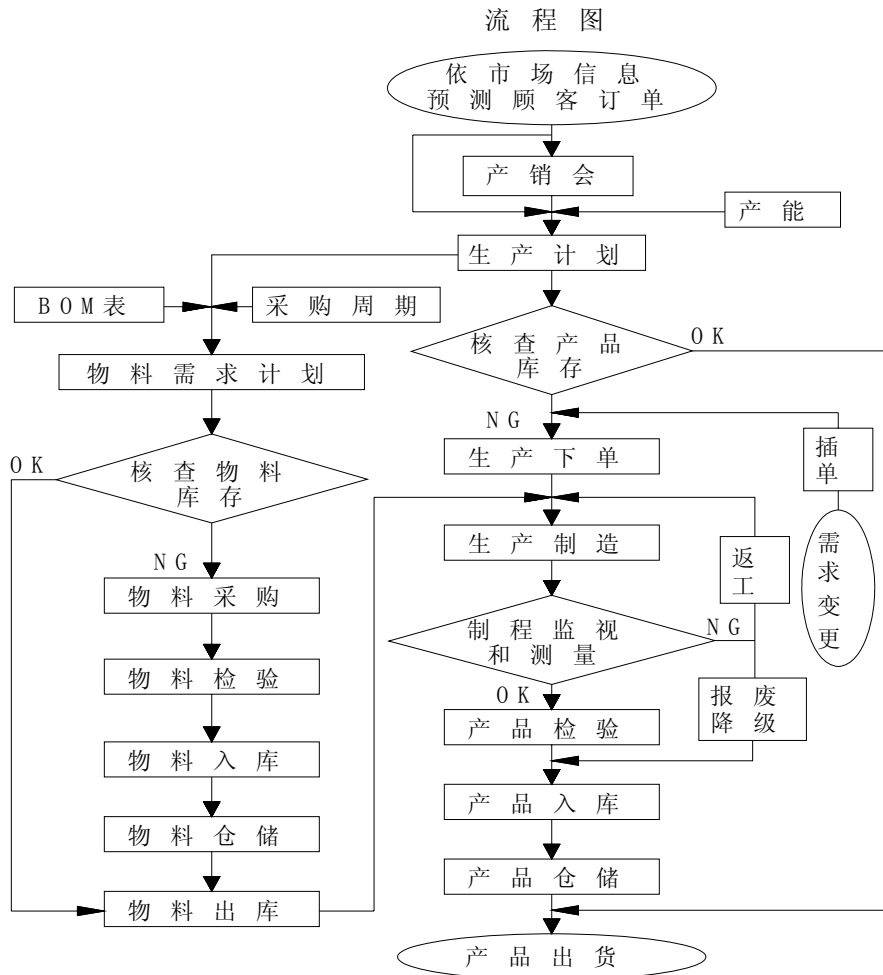 流程图
依市场信息
预测顾客订单
产销会
产能
生产计划
BOM表
采购周期
核查产品
库存
OK
物料需求计划
NG
插
单
生产下单
OK
核查物料
库存
需
求
变
更
生产制造
返
工
NG
物料采购
制程监视
和测量
NG
物料检验
OK
报废
降级
产品检验
物料入库
产品入库
物料仓储
产品仓储
物料出库
产品出货